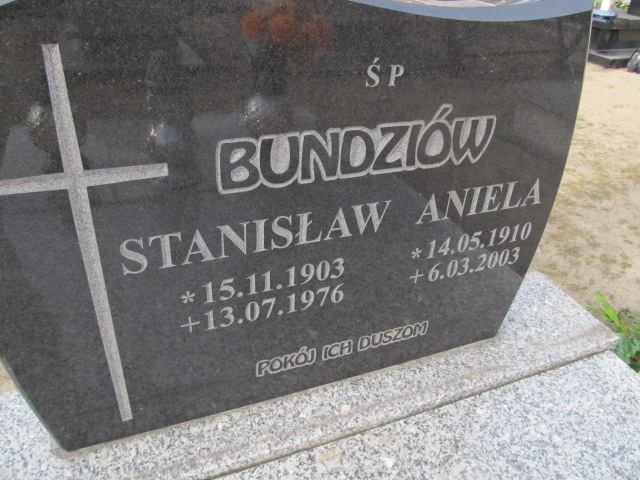 ŚP
BUNDZIÓW
STANISŁAW ANIELA
*15.11.1903 *14.05.1910
+13.07.1976 +6.03.2003
POKÓJ ICH DUSZOM